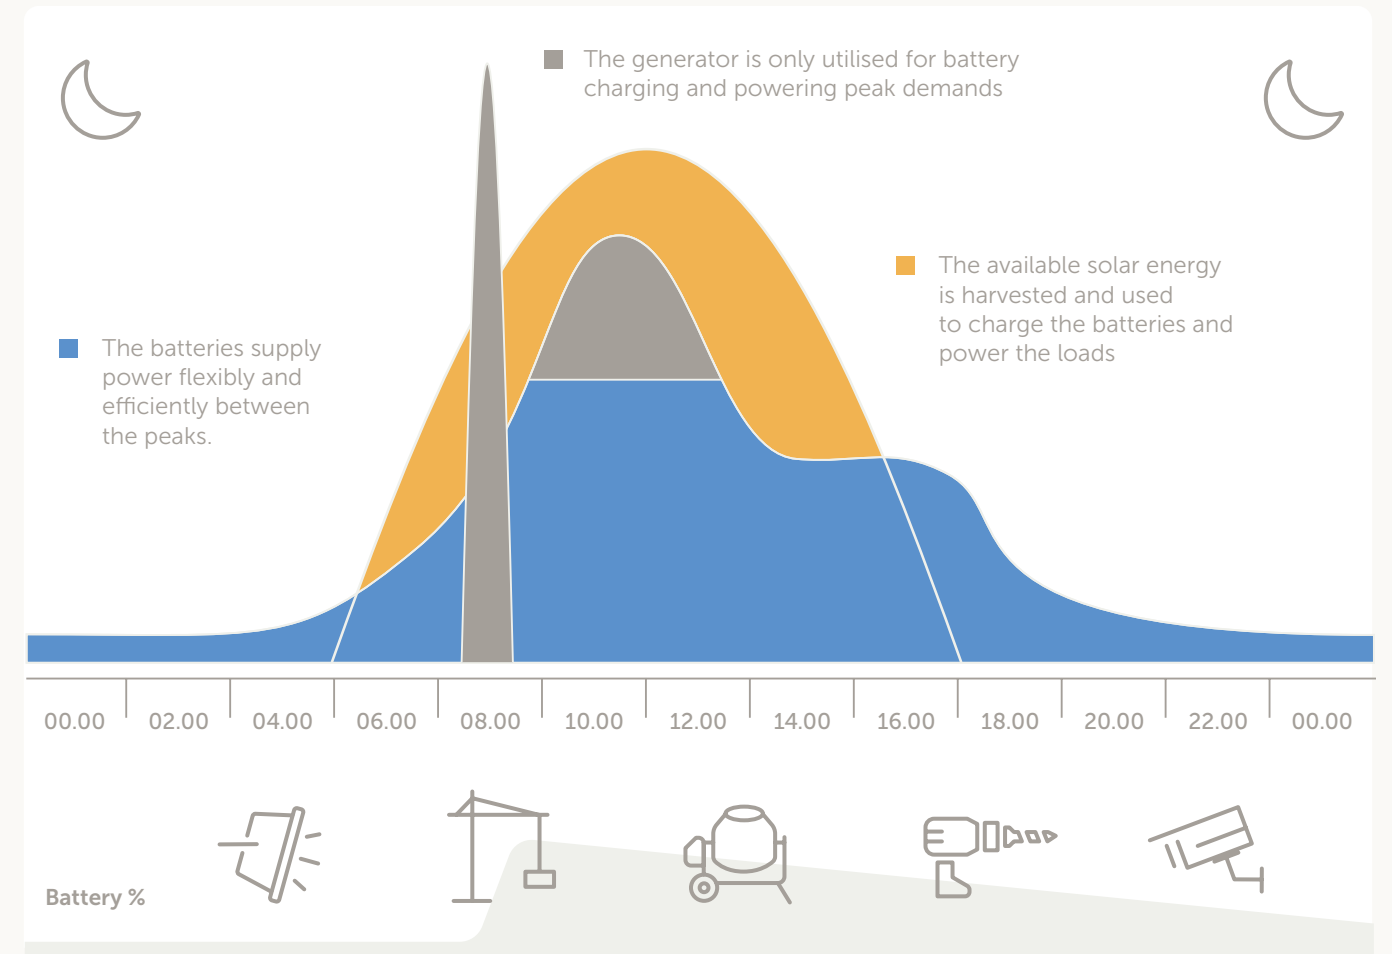 The generator is only utilised for battery
charging and powering peak demands
The available solar energy
is harvested and used
to charge the batteries and
power the loads
The batteries supply
power flexibly and
efficiently between
the peaks.
00.00 02.00 04.00 06.00 08.00 10.00 12.00 14.00 16.00 18.00 20.00 22.00 00.00
Battery %